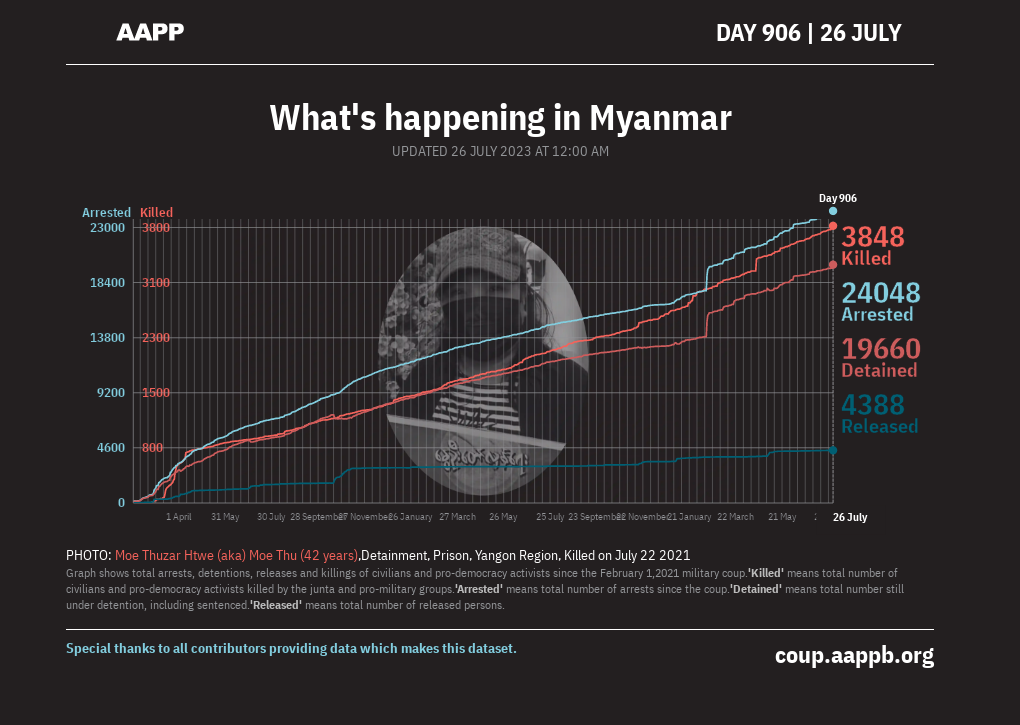 AAPP
DAY 906 | 26 JULY
What's happening in Myanmar
UPDATED 26 JULY 2023 AT 12:00 AM
Day 906
Arrested Killed
23000 3800
18400 3100
13800 2300
9200 1500
4600 800
0
3848
Killed
24048
Arrested
19660
Detained
4388
Released
1 April 31 May 30 July 28 September 27 November 26 January 27 March 26 May 25 July 23 September 22 November 21 January 22 March 21 May 26 July
PHOTO: Moe Thuzar Htwe (aka) Moe Thu (42 years),Detainment, Prison, Yangon Region, Killed on July 22 2021
Graph shows total arrests, detentions, releases and killings of civilians and pro-democracy activists since the February 1,2021 military coup.'Killed' means total number of
civilians and pro-democracy activists killed by the junta and pro-military groups.'Arrested' means total number of arrests since the coup.'Detained' means total number still
under detention, including sentenced.'Released' means total number of released persons.
Special thanks to all contributors providing data which makes this dataset.
coup.aappb.org